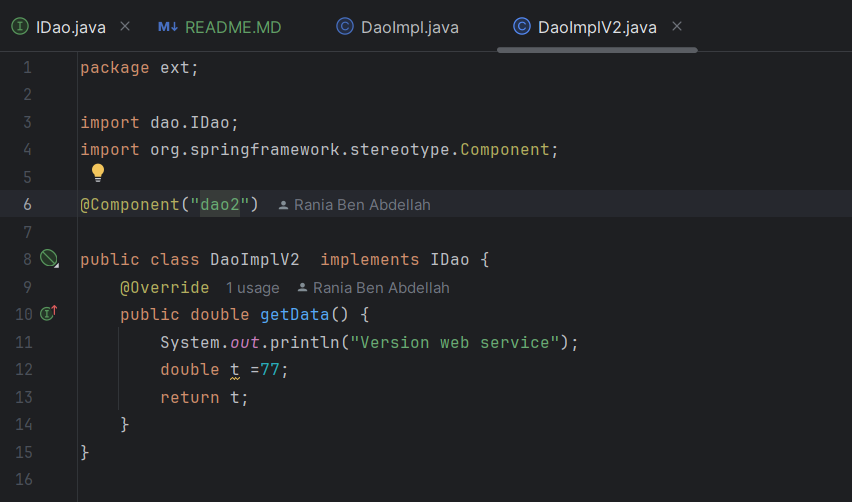 IDao.java
README.MD
DaoImpl.java
DaoImplV2.java
1 package ext;
2
3 import dao.IDao;
4 import org.springframework.stereotype.Component;
5
6 @Component("dao2") Rania Ben Abdellah
7
8 public class DaoImplV2  implements IDao {
9     @Override 1 usage Rania Ben Abdellah
10     public double getData() {
11         System.out.println("Version web service");
12         double t =77;
13         return t;
14     }
15 }
16